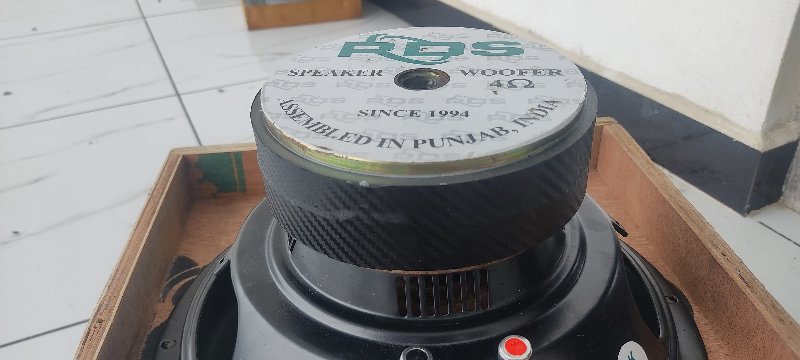 RDS
SPEAKER WOOFER
4Ω
SINCE 1994
ASSEMBLED IN PUNJAB, INDIA